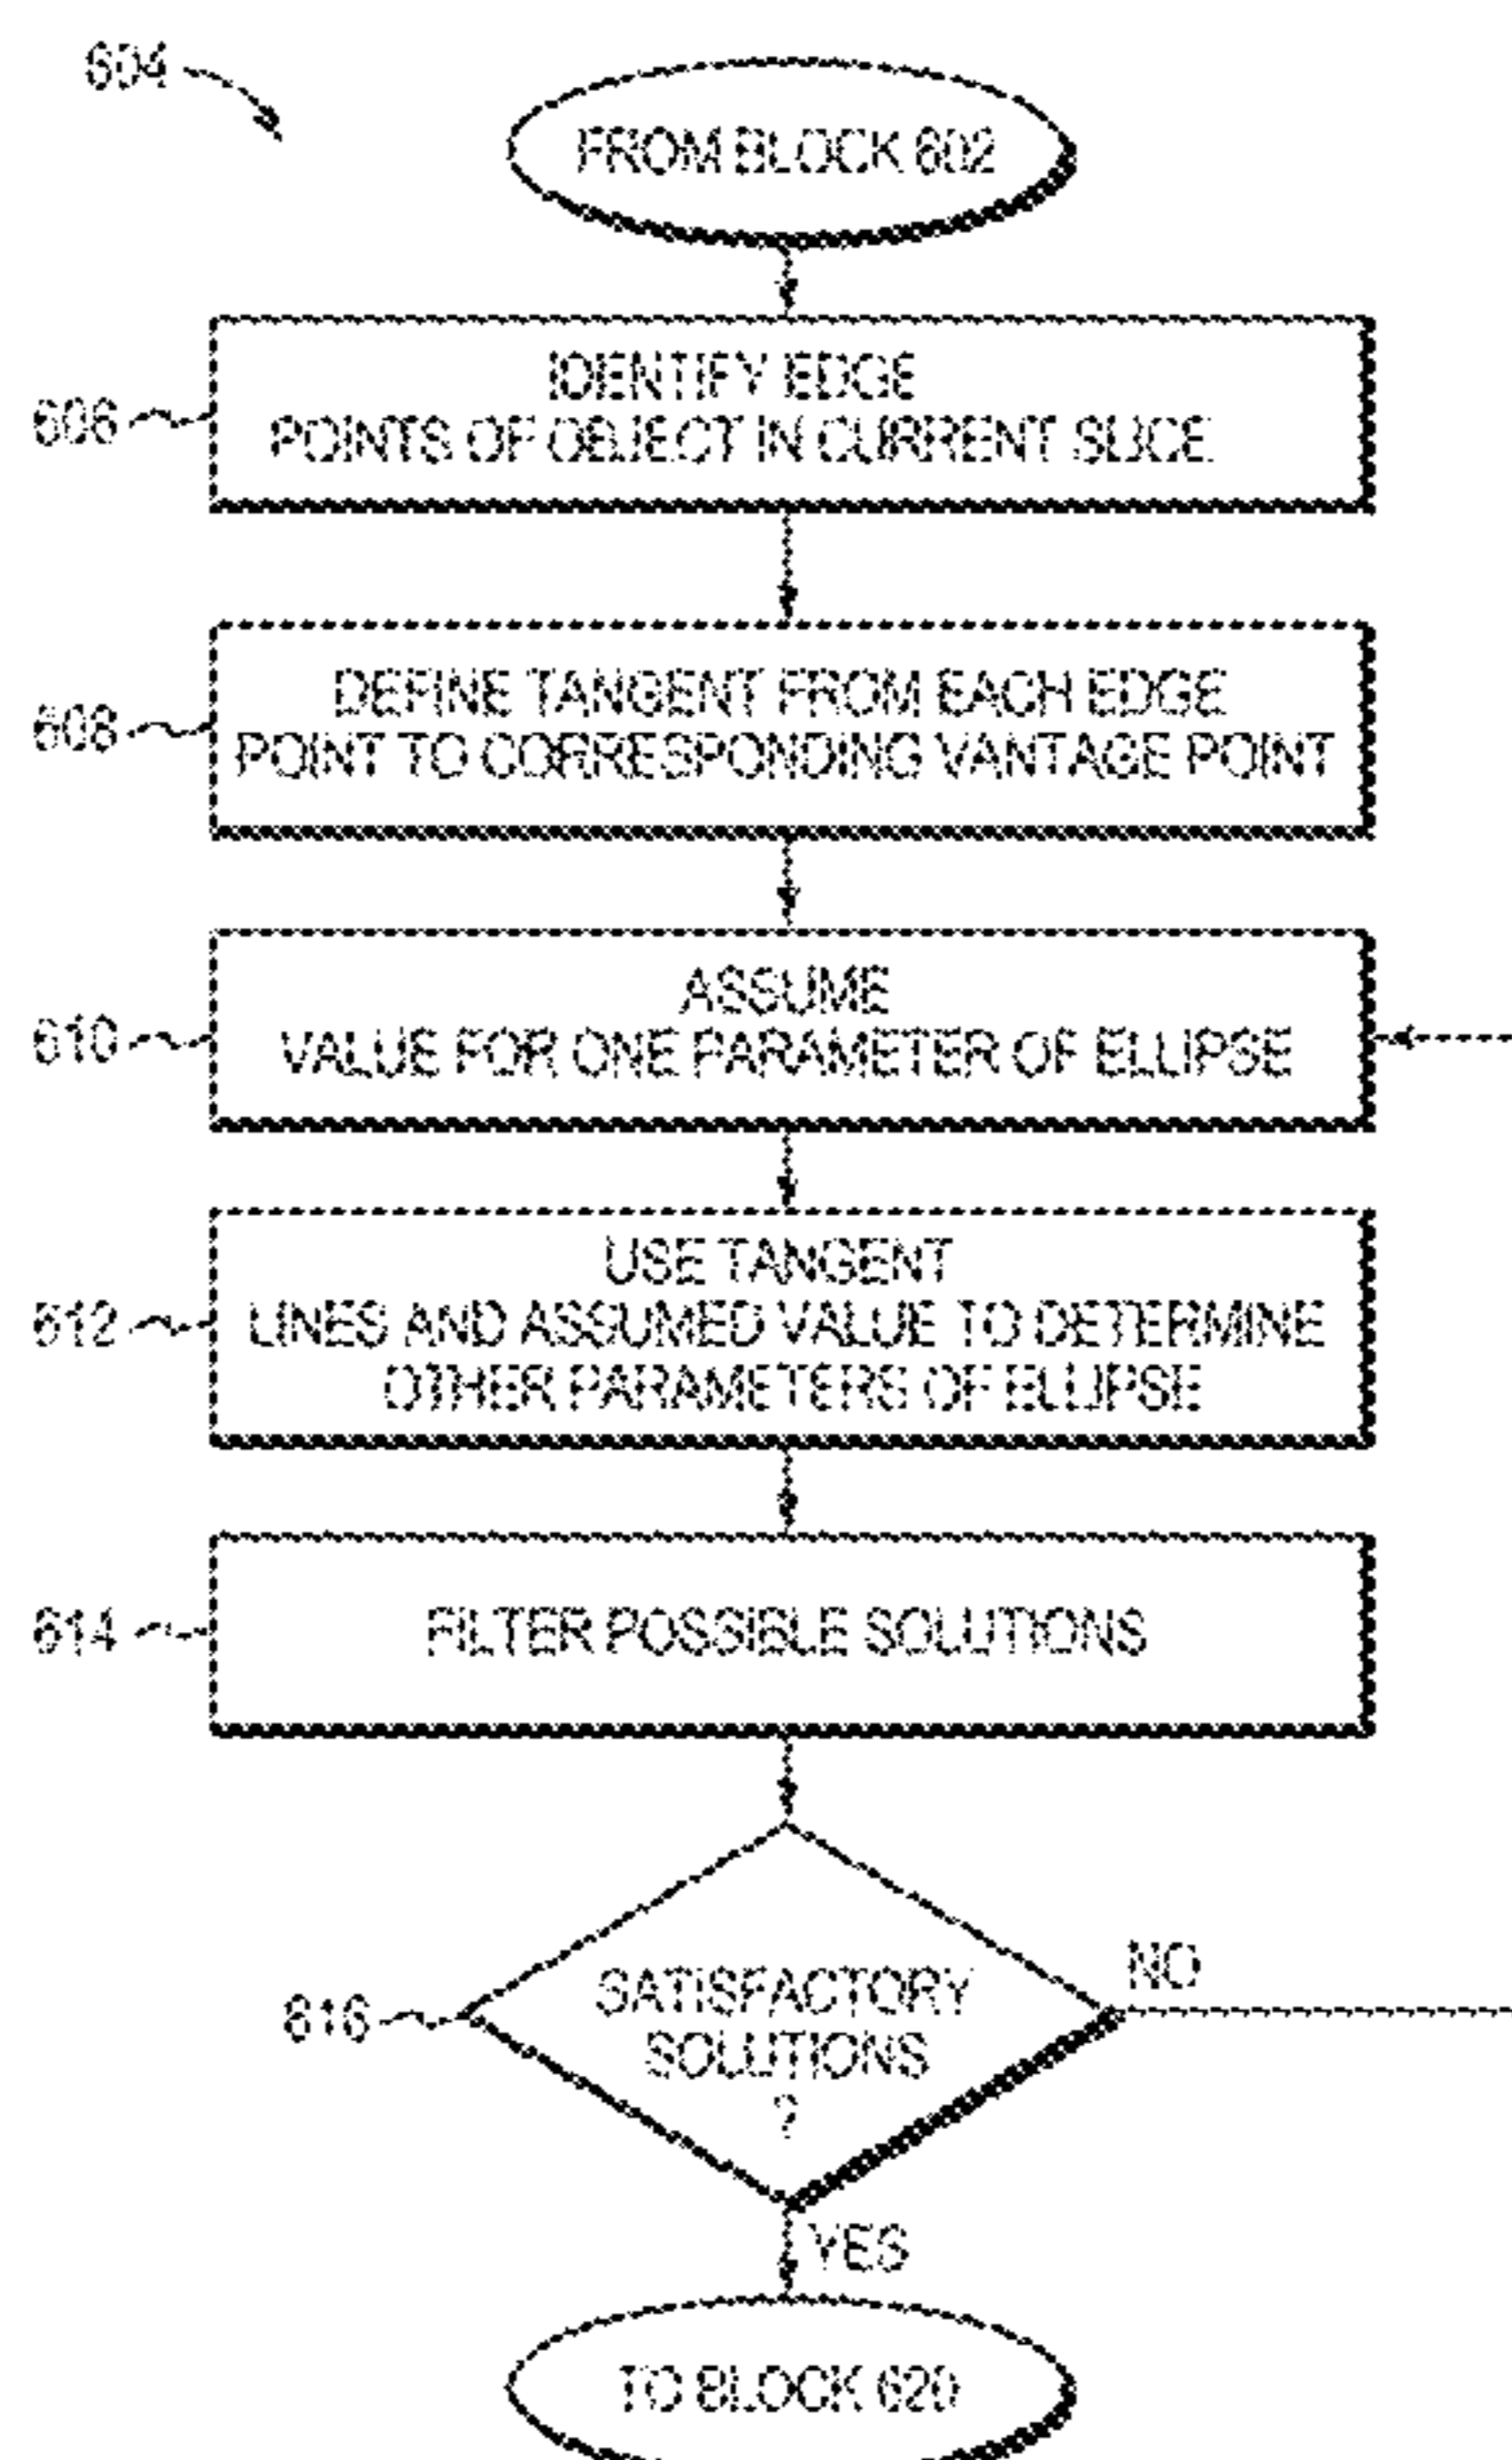 604
FROM BLOCK 602
IDENTIFY EDGE
606
POINTS OF OBJECT IN CURRENT SLICE
DEFINE TANGENT FROM EACH EDGE
608
POINT TO CORRESPONDING VANTAGE POINT
ASSUME
610
VALUE FOR ONE PARAMETER OF ELLIPSE
USE TANGENT
612
LINES AND ASSUMED VALUE TO DETERMINE
OTHER PARAMETERS OF ELLIPSE
614
FILTER POSSIBLE SOLUTIONS
NO
616
SATISFACTORY
SOLUTIONS
?
YES
TO BLOCK 620